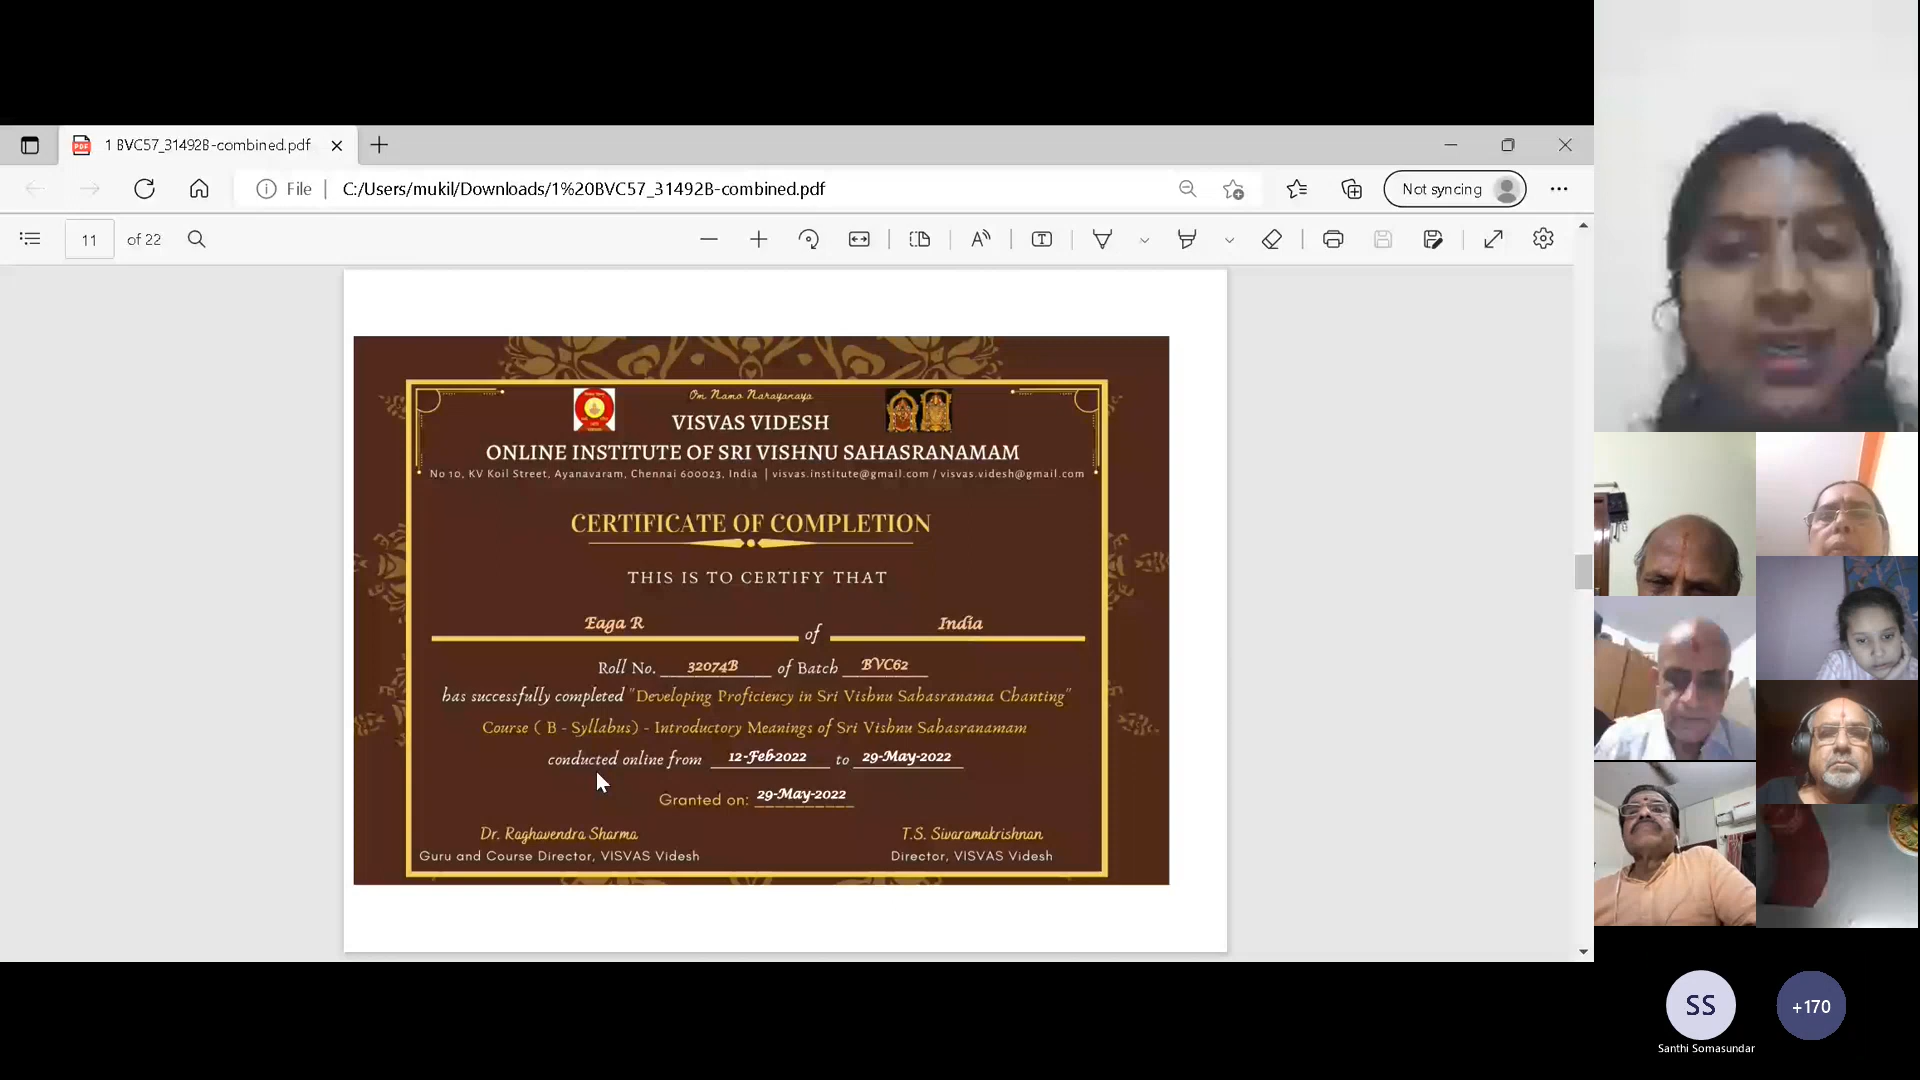 1 BVC57_31492B-combined.pdf
File
C:/Users/mukil/Downloads/1%20BVC57_31492B-combined.pdf
Not syncing
11 of 22
Om Namo Narayanaya
VISVAS VIDESH
ONLINE INSTITUTE OF SRI VISHNU SAHASRANAMAM
No 10, KV Koil Street, Ayanavaram, Chennai 600023, India | visvas.institute@gmail.com / visvas.videsh@gmail.com
CERTIFICATE OF COMPLETION
THIS IS TO CERTIFY THAT
Eaga R of India
Roll No. 32074B of Batch BVC62
has successfully completed "Developing Proficiency in Sri Vishnu Sahasranama Chanting"
Course ( B - Syllabus) - Introductory Meanings of Sri Vishnu Sahasranamam
conducted online from 12-Feb-2022 to 29-May-2022
Granted on: 29-May-2022
Dr. Raghavendra Sharma
Guru and Course Director, VISVAS Videsh
T.S. Sivaramakrishnan
Director, VISVAS Videsh
SS
+170
Santhi Somasundar